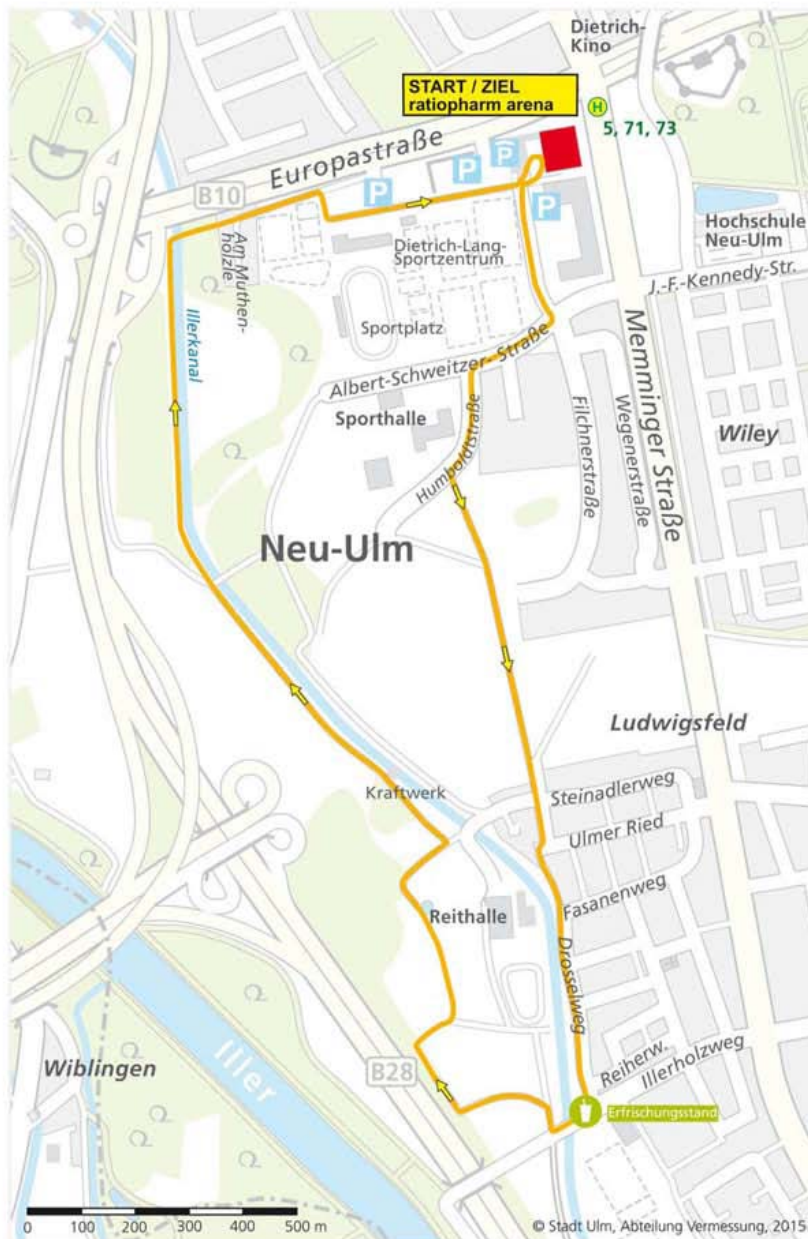 Dietrich-
Kino
START / ZIEL
ratiopharm arena
H
5, 71, 73
Europastraße
B10
P
P
P
P
Hochschule
Neu-Ulm
Dietrich-Lang-
Sportzentrum
Am-Muthen-
hölzle
J.-F.-Kennedy-Str.
Illerkanal
Sportplatz
Memminger Straße
Albert-Schweitzer-Straße
Sporthalle
Humboldtstraße
Filchnerstraße
Wegenerstraße
Wiley
Neu-Ulm
Ludwigsfeld
Kraftwerk
Steinadlerweg
Ulmer Ried
Reithalle
Fasanenweg
Drosselweg
Wiblingen
Iller
B28
Reiherw.
Illerholzweg
Erfrischungsstand
0 100 200 300 400 500 m
© Stadt Ulm, Abteilung Vermessung, 2015